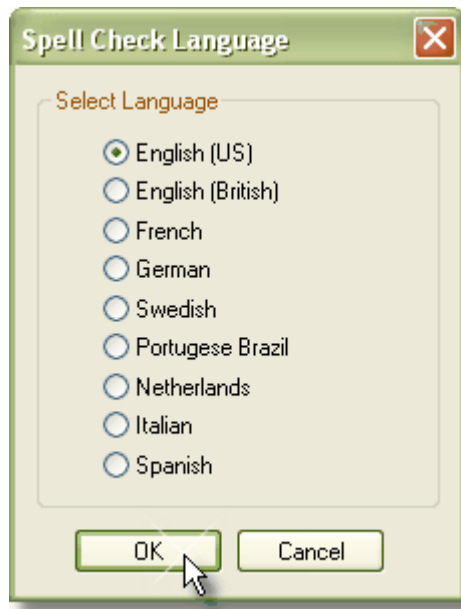 Spell Check Language
Select Language
English (US)
English (British)
French
German
Swedish
Portugese Brazil
Netherlands
Italian
Spanish
OK Cancel